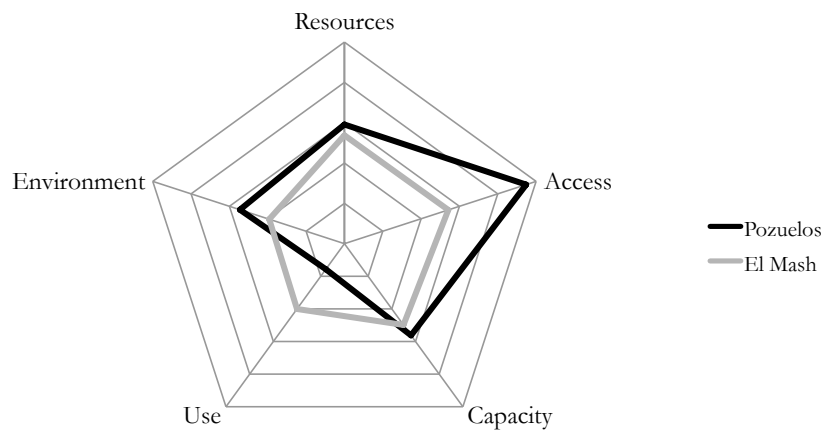 Resources
Environment
Access
Pozuelos
El Mash
Use
Capacity